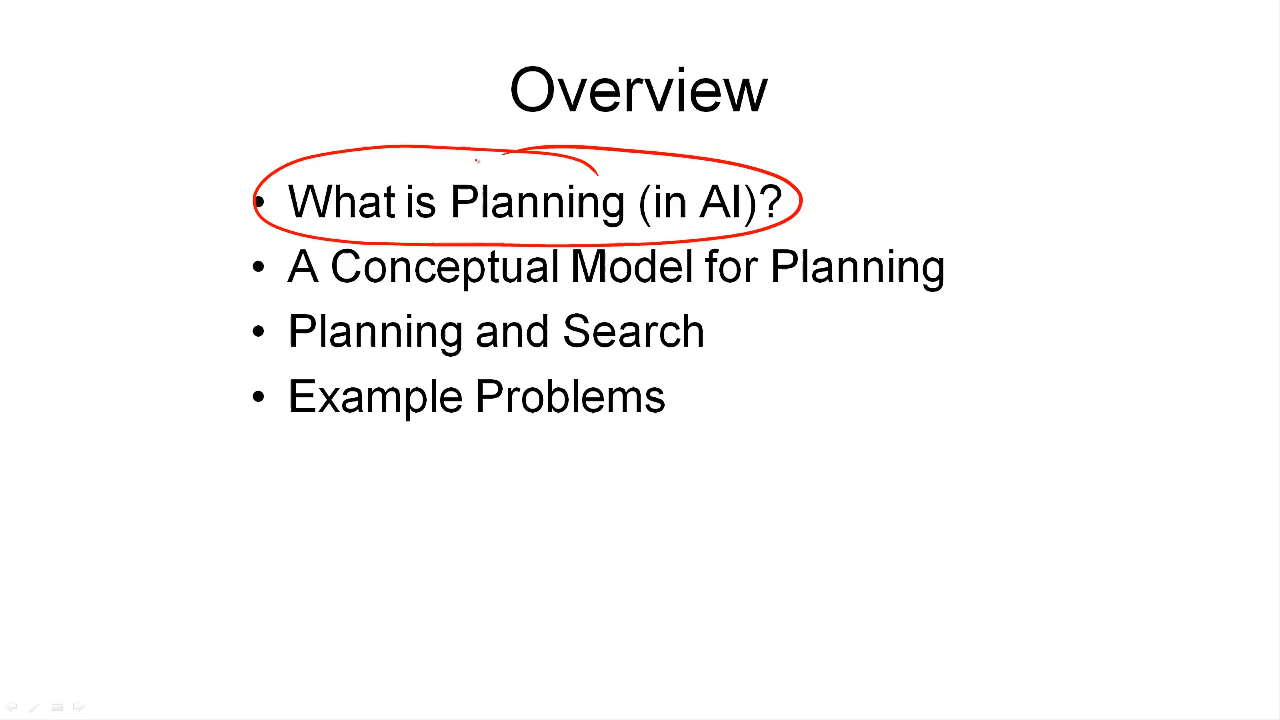 Overview
• What is Planning (in AI)?
• A Conceptual Model for Planning
• Planning and Search
• Example Problems